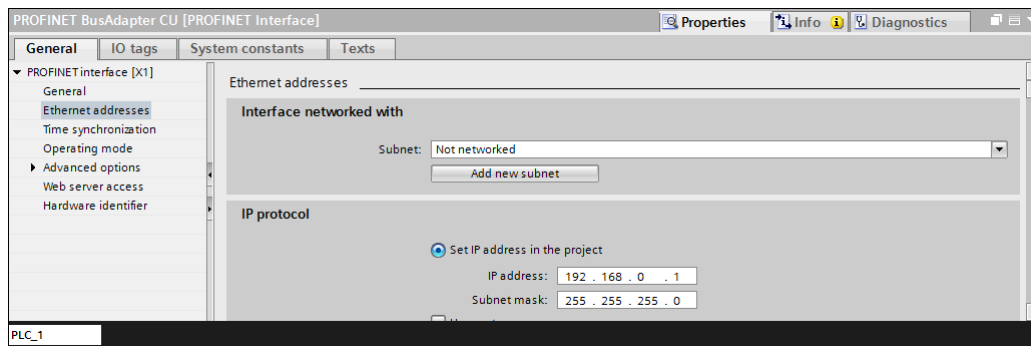 PROFINET BusAdapter CU [PROFINET Interface]
Properties
Info
Diagnostics
General
IO tags
System constants
Texts
PROFINET interface [X1]
General
Ethernet addresses
Time synchronization
Operating mode
Advanced options
Web server access
Hardware identifier
Ethernet addresses
Interface networked with
Subnet: Not networked
Add new subnet
IP protocol
Set IP address in the project
IP address: 192 . 168 . 0 . 1
Subnet mask: 255 . 255 . 255 . 0
PLC_1